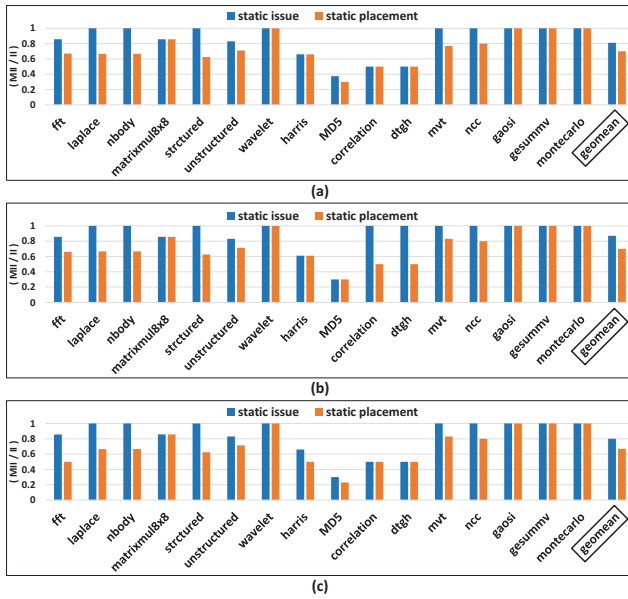 static issue static placement
( MII / II )
1
0.8
0.6
0.4
0.2
0
fft laplace nbody matrixmul8x8 strctured unstructured wavelet harris MD5 correlation dtgh mvt ncc gaosi gesummv montecarlo geomean
(a)
static issue static placement
( MII / II )
1
0.8
0.6
0.4
0.2
0
fft laplace nbody matrixmul8x8 strctured unstructured wavelet harris MD5 correlation dtgh mvt ncc gaosi gesummv montecarlo geomean
(b)
static issue static placement
( MII / II )
1
0.8
0.6
0.4
0.2
0
fft laplace nbody matrixmul8x8 strctured unstructured wavelet harris MD5 correlation dtgh mvt ncc gaosi gesummv montecarlo geomean
(c)